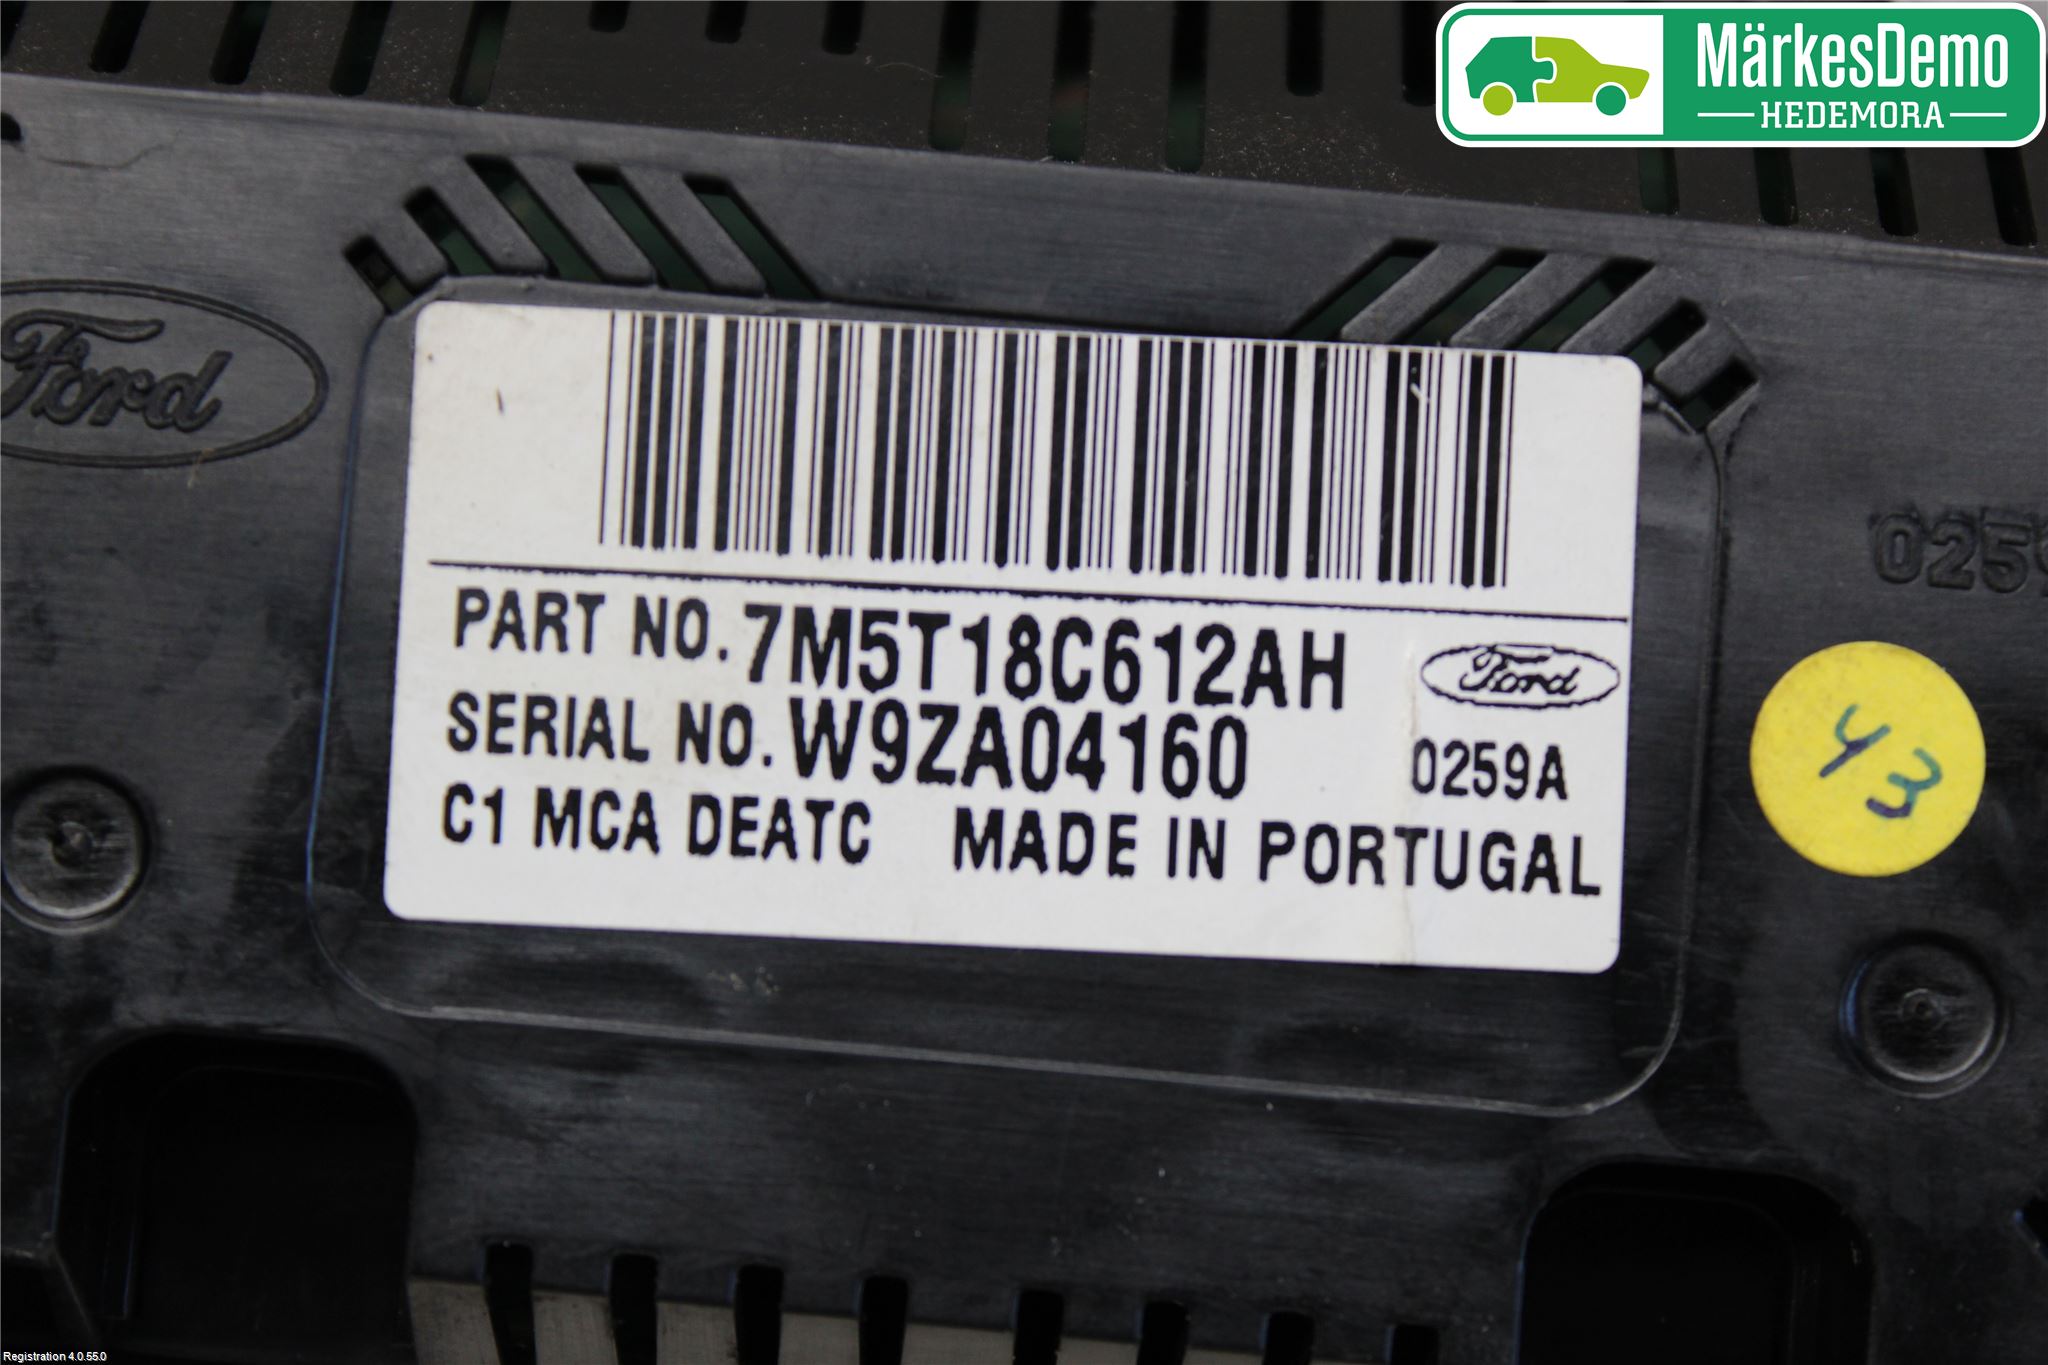 MärkesDemo
HEDEMORA
Ford
PART NO. 7M5T18C612AH
Ford
SERIAL NO. W9ZA04160
0259A
C1 MCA DEATC MADE IN PORTUGAL
0259
43
Registration 4.0.55.0